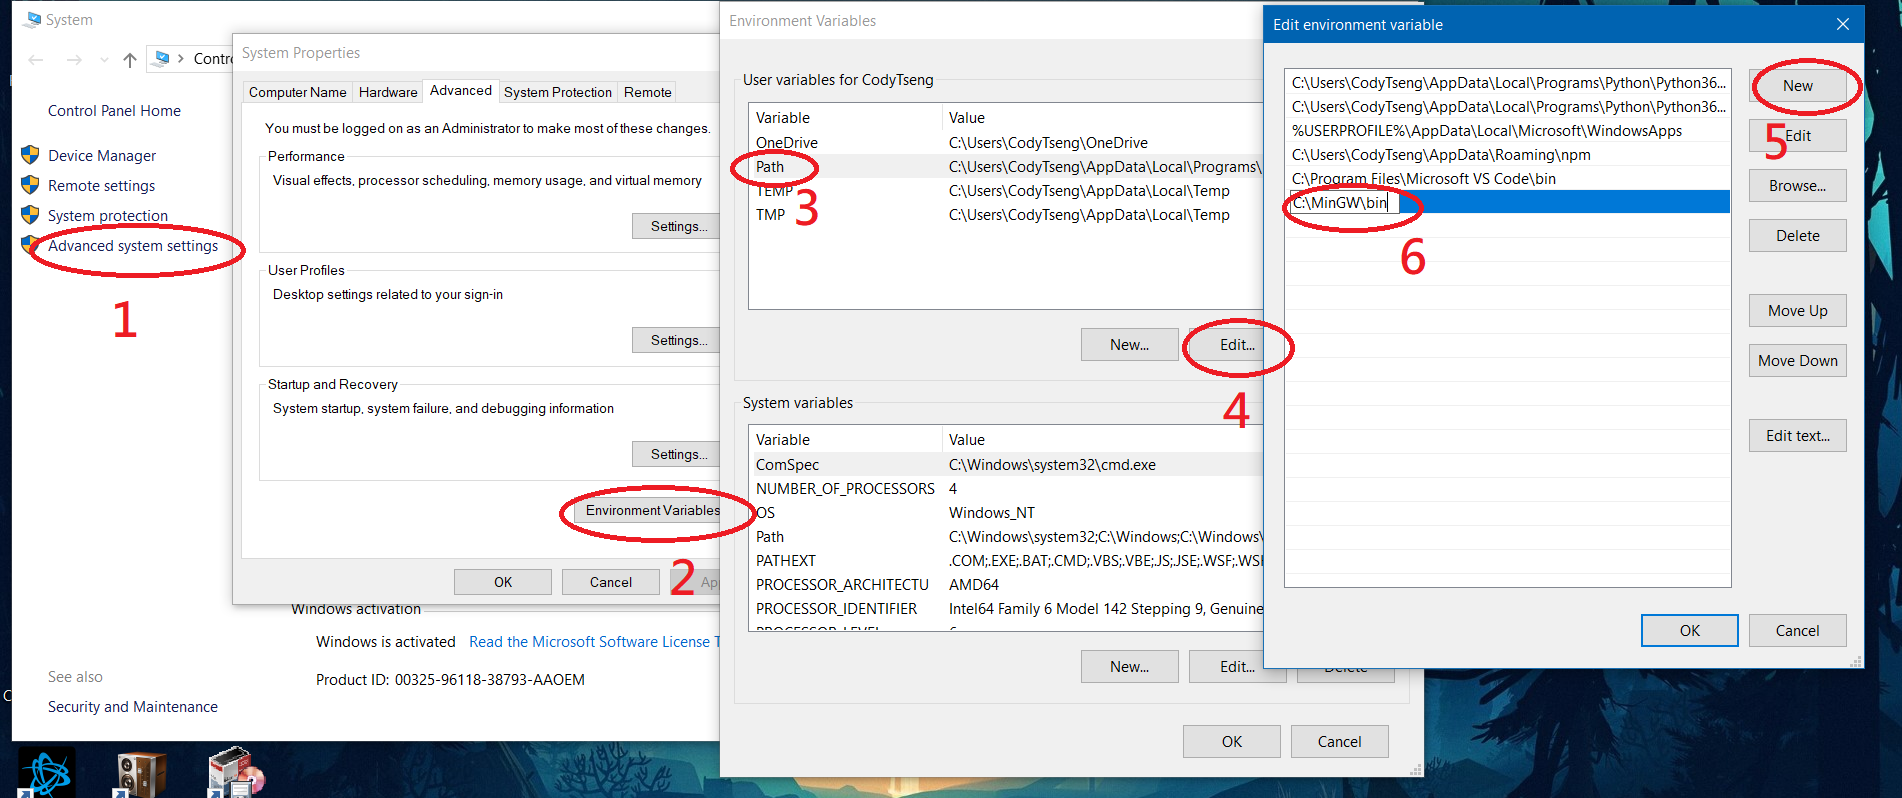 System
Contro
Control Panel Home
Device Manager
Remote settings
System protection
Advanced system settings
1
See also
Security and Maintenance
System Properties
Computer Name
Hardware
Advanced
System Protection
Remote
You must be logged on as an Administrator to make most of these changes.
Performance
Visual effects, processor scheduling, memory usage, and virtual memory
Settings...
User Profiles
Desktop settings related to your sign-in
Settings...
Startup and Recovery
System startup, system failure, and debugging information
Settings...
Environment Variables
2
OK
Cancel
App
Windows activation
Windows is activated Read the Microsoft Software License T
Product ID: 00325-96118-38793-AAOEM
Environment Variables
User variables for CodyTseng
Variable Value
OneDrive C:\Users\CodyTseng\OneDrive
Path C:\Users\CodyTseng\AppData\Local\Programs\
TEMP C:\Users\CodyTseng\AppData\Local\Temp
TMP C:\Users\CodyTseng\AppData\Local\Temp
3
New...
Edit...
4
System variables
Variable Value
ComSpec C:\Windows\system32\cmd.exe
NUMBER_OF_PROCESSORS 4
OS Windows_NT
Path C:\Windows\system32;C:\Windows;C:\Windows\
PATHEXT .COM;.EXE;.BAT;.CMD;.VBS;.VBE;.JS;.JSE;.WSF;.WSH
PROCESSOR_ARCHITECTU AMD64
PROCESSOR_IDENTIFIER Intel64 Family 6 Model 142 Stepping 9, Genuine
PROCESSOR_LEVEL 6
New...
Edit...
Delete
OK
Cancel
Edit environment variable
C:\Users\CodyTseng\AppData\Local\Programs\Python\Python36...
C:\Users\CodyTseng\AppData\Local\Programs\Python\Python36...
%USERPROFILE%\AppData\Local\Microsoft\WindowsApps
C:\Users\CodyTseng\AppData\Roaming\npm
C:\Program Files\Microsoft VS Code\bin
C:\MinGW\bin
6
New
5
Edit
Browse...
Delete
Move Up
Move Down
Edit text...
OK
Cancel